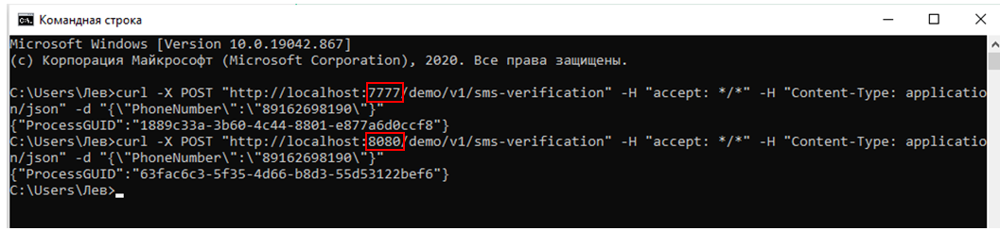 Командная строка
Microsoft Windows [Version 10.0.19042.867]
(c) Корпорация Майкрософт (Microsoft Corporation), 2020. Все права защищены.
C:\Users\Лев>curl -X POST "http://localhost:7777/demo/v1/sms-verification" -H "accept: */*" -H "Content-Type: applicatio
n/json" -d "{\"PhoneNumber\":\"89162698190\"}"
{"ProcessGUID":"1889c33a-3b60-4c44-8801-e877a6d0ccf8"}
C:\Users\Лев>curl -X POST "http://localhost:8080/demo/v1/sms-verification" -H "accept: */*" -H "Content-Type: applicatio
n/json" -d "{\"PhoneNumber\":\"89162698190\"}"
{"ProcessGUID":"63fac6c3-5f35-4d66-b8d3-55d53122bef6"}
C:\Users\Лев>